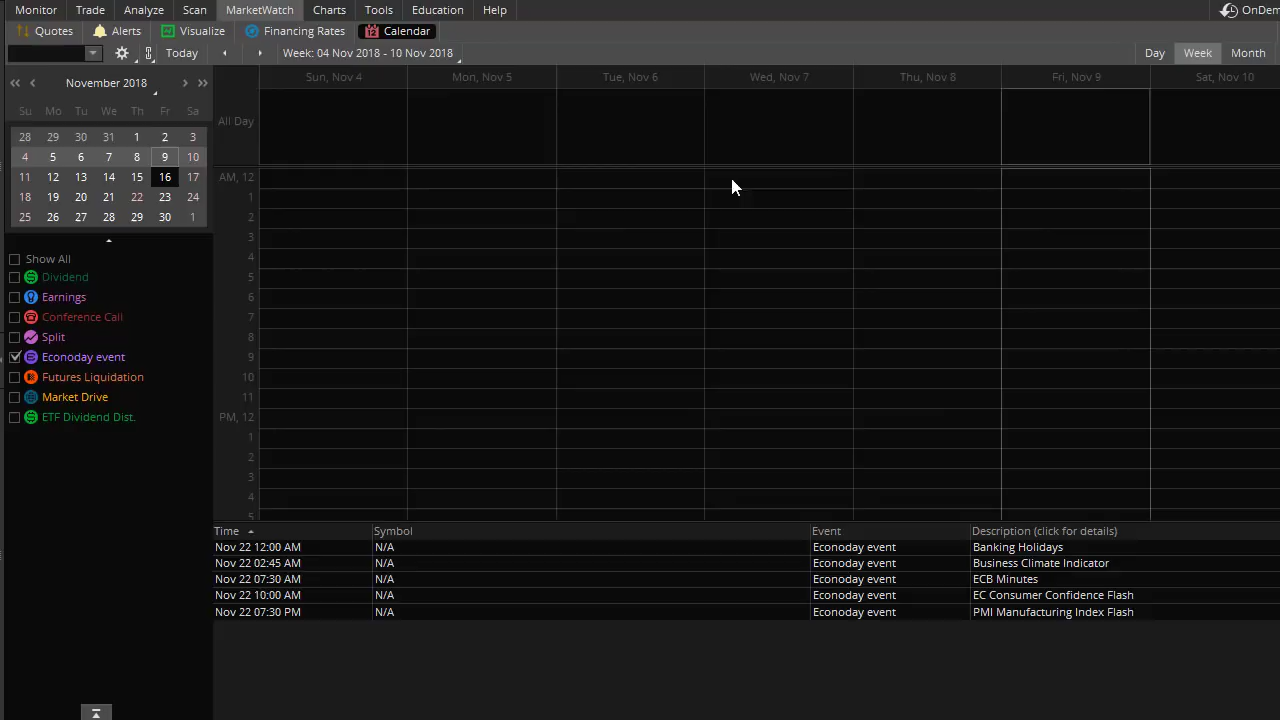 Monitor Trade Analyze Scan MarketWatch Charts Tools Education Help OnDem
Quotes Alerts Visualize Financing Rates Calendar
Today Week: 04 Nov 2018 - 10 Nov 2018 Day Week Month
November 2018
Su Mo Tu We Th Fr Sa
28 29 30 31 1 2 3
4 5 6 7 8 9 10
11 12 13 14 15 16 17
18 19 20 21 22 23 24
25 26 27 28 29 30 1
Show All
Dividend
Earnings
Conference Call
Split
Econoday event
Futures Liquidation
Market Drive
ETF Dividend Dist.
Sun, Nov 4 Mon, Nov 5 Tue, Nov 6 Wed, Nov 7 Thu, Nov 8 Fri, Nov 9 Sat, Nov 10
All Day
AM, 12
1
2
3
4
5
6
7
8
9
10
11
PM, 12
1
2
3
4
5
Time Symbol Event Description (click for details)
Nov 22 12:00 AM N/A Econoday event Banking Holidays
Nov 22 02:45 AM N/A Econoday event Business Climate Indicator
Nov 22 07:30 AM N/A Econoday event ECB Minutes
Nov 22 10:00 AM N/A Econoday event EC Consumer Confidence Flash
Nov 22 07:30 PM N/A Econoday event PMI Manufacturing Index Flash